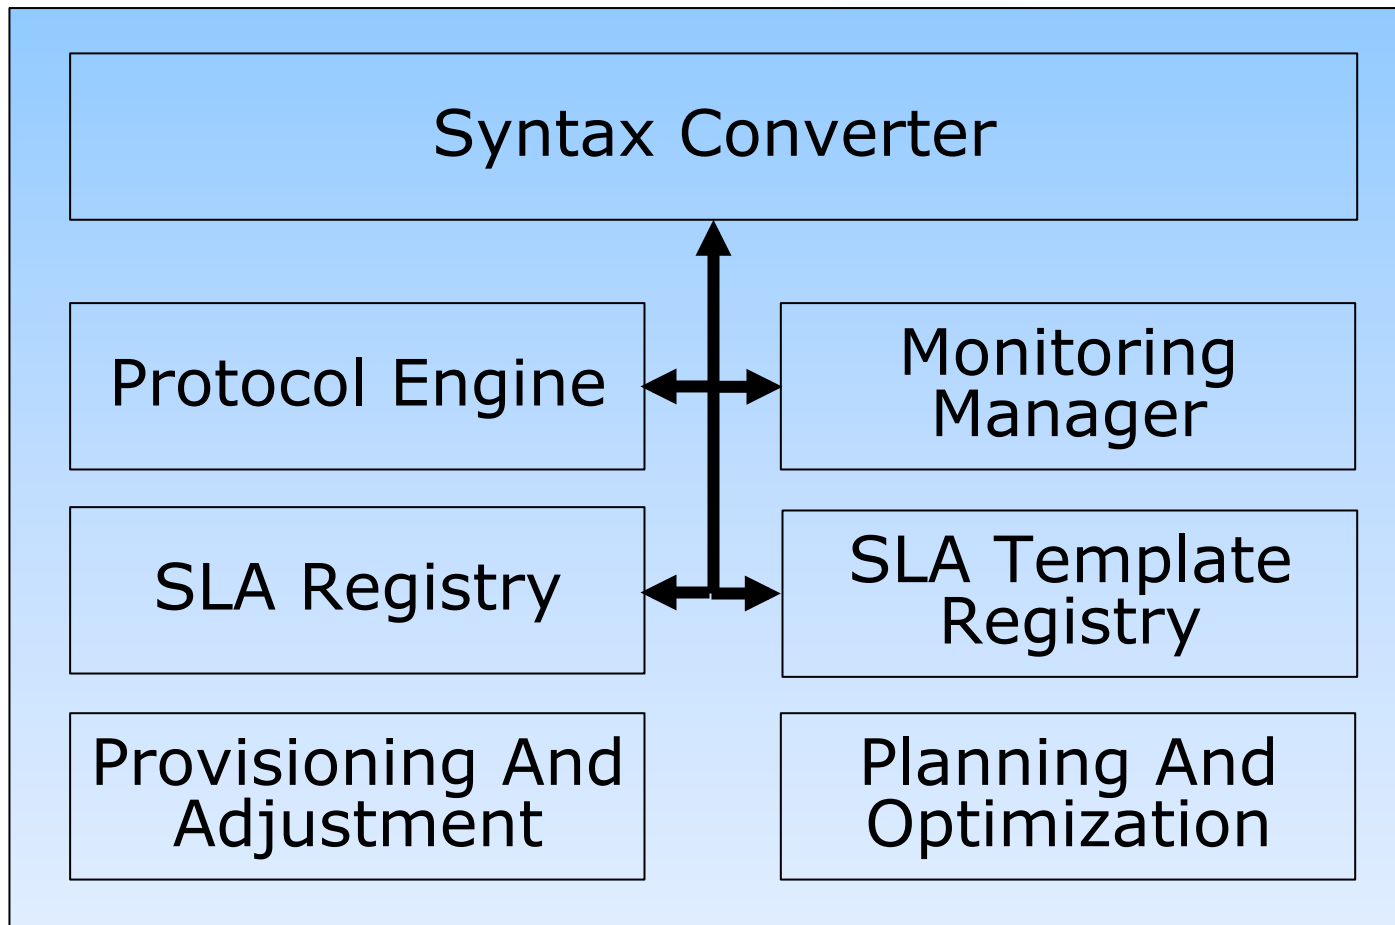 Syntax Converter
Protocol Engine
Monitoring
Manager
SLA Registry
SLA Template
Registry
Provisioning And
Adjustment
Planning And
Optimization